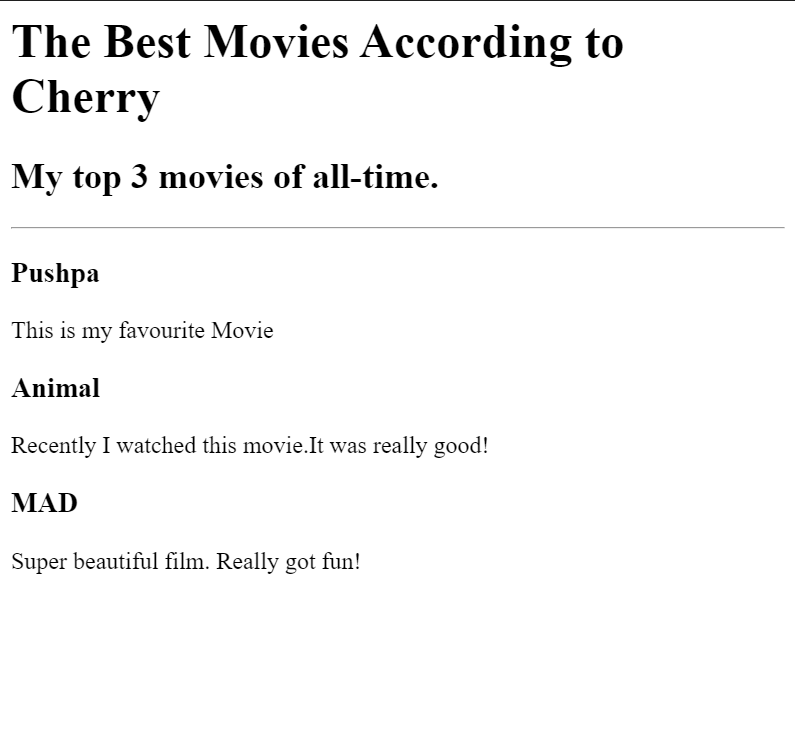 The Best Movies According to
Cherry
My top 3 movies of all-time.
Pushpa
This is my favourite Movie
Animal
Recently I watched this movie.It was really good!
MAD
Super beautiful film. Really got fun!